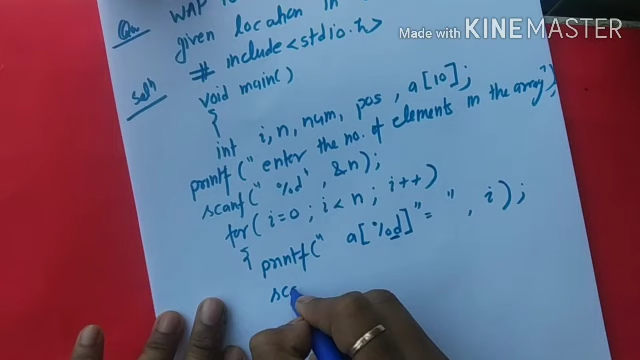 Made with KINEMASTER
Qn. WAP to
given location in
Soln # include <stdio.h>
void main()
{
int i, n, num, pos, a[10];
printf(" enter the no. of elements in the array");
scanf(" %d", &n);
for(i=0; i<n; i++)
{ printf(" a[%d]"=", i);
sca